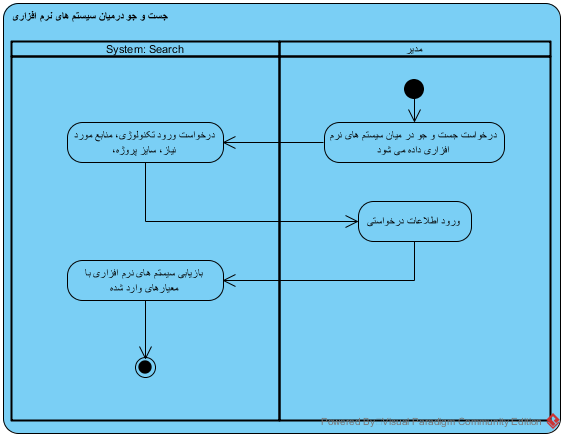 جست و جو درمیان سیستم های نرم افزاری
System: Search
مدیر
درخواست جست و جو در میان سیستم های نرم
افزاری داده می شود
درخواست ورود تکنولوژی، منابع مورد
نیاز، سایز پروژه،
ورود اطلاعات درخواستی
بازیابی سیستم های نرم افزاری با
معیارهای وارد شده
Powered By Visual Paradigm Community Edition